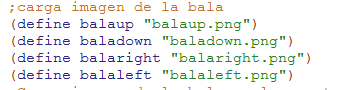 ;carga imagen de la bala
(define balaup "balaup.png")
(define baladown "baladown.png")
(define balaright "balaright.png")
(define balaleft "balaleft.png")